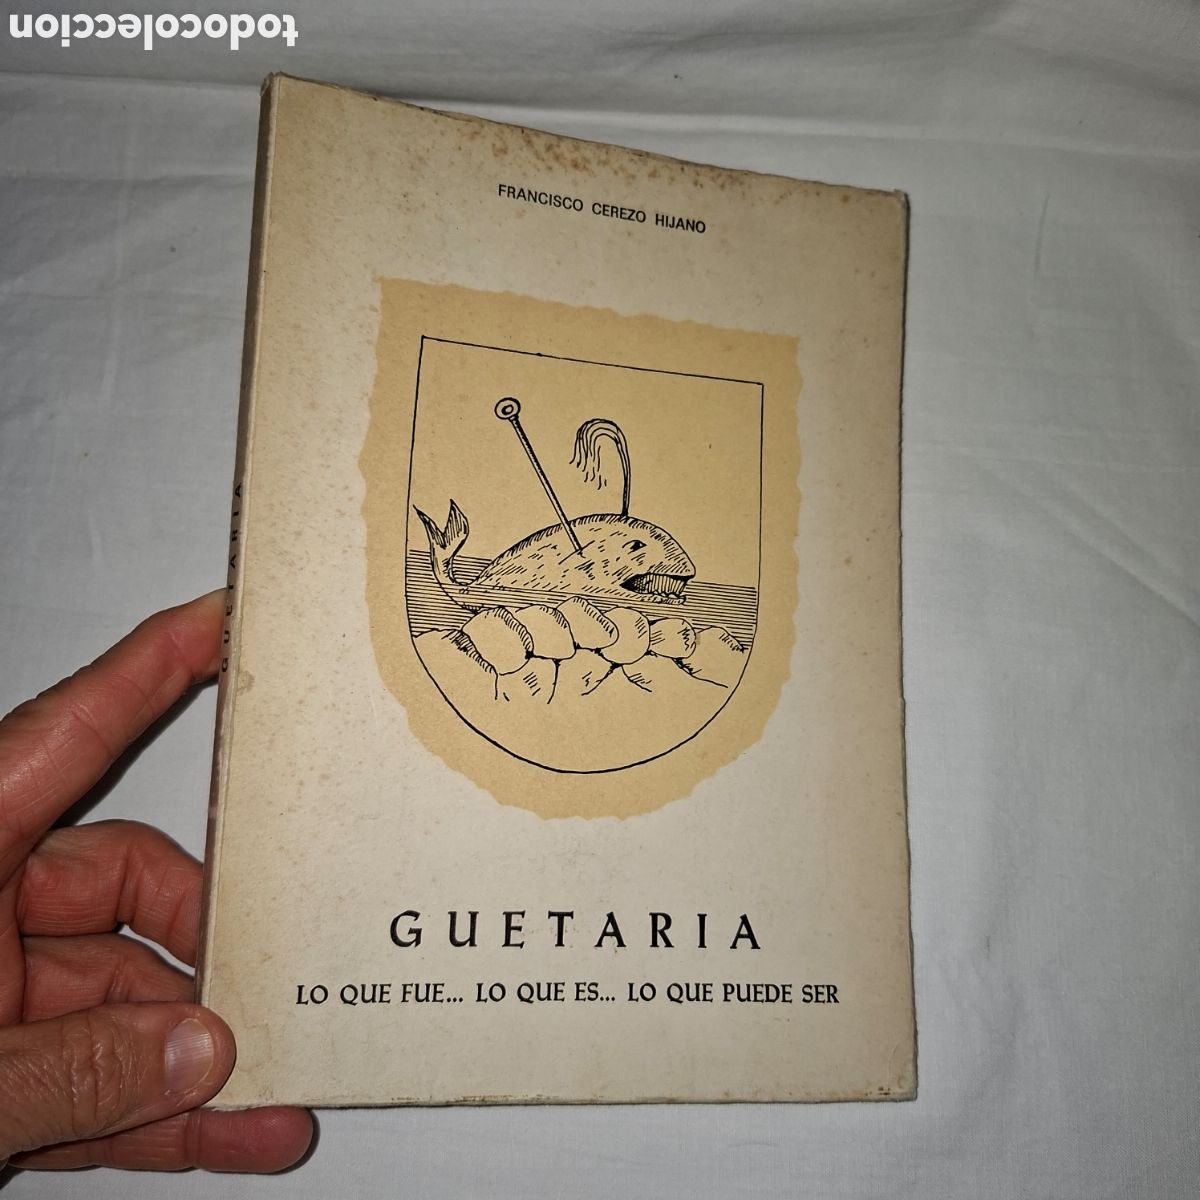 todocoleccion
FRANCISCO CEREZO HIJANO
GUETARIA
GUETARIA
LO QUE FUE... LO QUE ES... LO QUE PUEDE SER